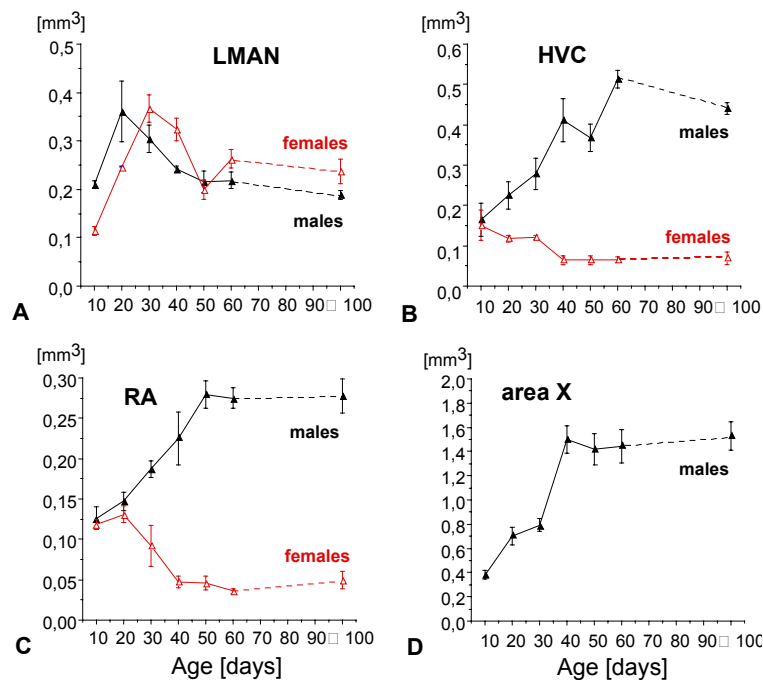 [mm3]
LMAN
0,5
0,4
0,3
0,2
0,1
0,0
females
males
10 20 30 40 50 60 70 80 90□ 100
A
[mm3]
HVC
0,6
0,5
0,4
0,3
0,2
0,1
0,0
males
females
10 20 30 40 50 60 70 80 90□ 100
B
[mm3]
RA
0,30
0,25
0,20
0,15
0,10
0,05
0,00
males
females
10 20 30 40 50 60 70 80 90□ 100
C
Age [days]
[mm3]
area X
2,0
1,8
1,6
1,4
1,2
1,0
0,8
0,6
0,4
0,2
0,0
males
10 20 30 40 50 60 70 80 90□ 100
D
Age [days]